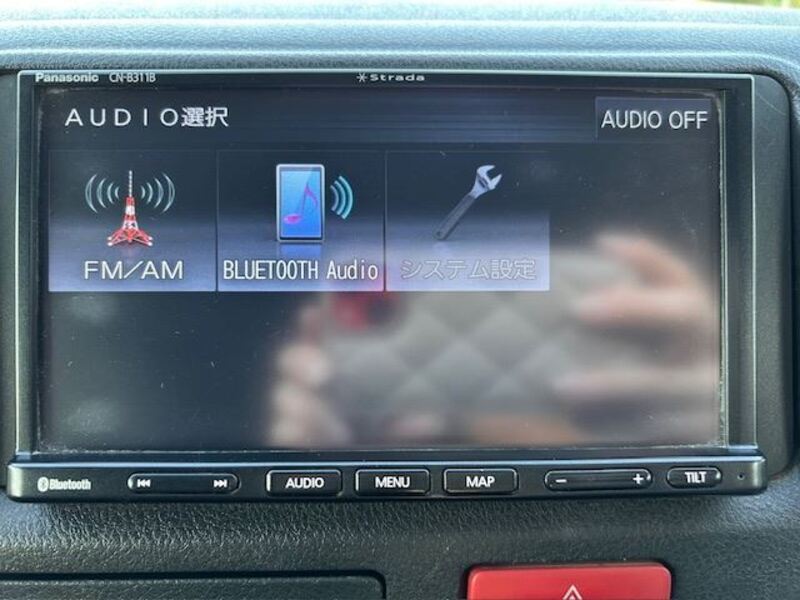 Panasonic CN-B311B Strada
AUDIO選択
AUDIO OFF
FM/AM
BLUETOOTH Audio
システム設定
Bluetooth
AUDIO
MENU
MAP
TILT